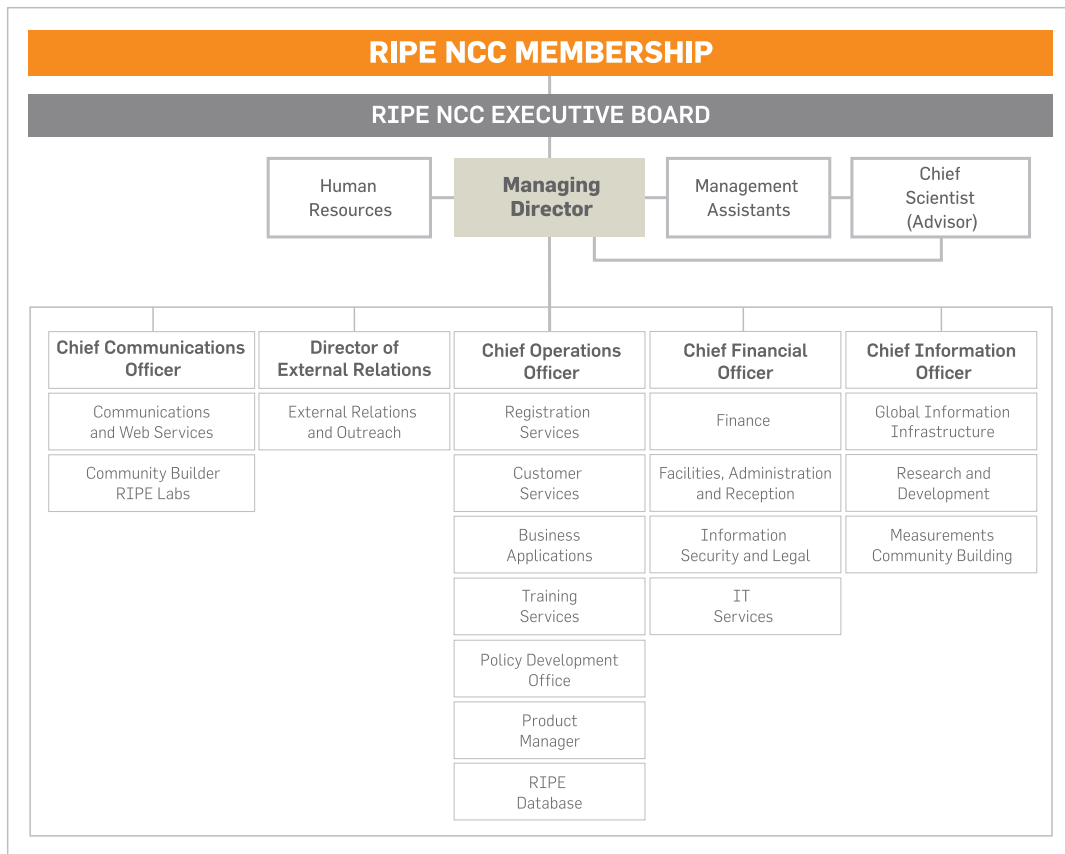 RIPE NCC MEMBERSHIP
RIPE NCC EXECUTIVE BOARD
Human
Resources
Managing
Director
Management
Assistants
Chief
Scientist
(Advisor)
Chief Communications
Officer
Communications
and Web Services
Community Builder
RIPE Labs
Director of
External Relations
External Relations
and Outreach
Chief Operations
Officer
Registration
Services
Customer
Services
Business
Applications
Training
Services
Policy Development
Office
Product
Manager
RIPE
Database
Chief Financial
Officer
Finance
Facilities, Administration
and Reception
Information
Security and Legal
IT
Services
Chief Information
Officer
Global Information
Infrastructure
Research and
Development
Measurements
Community Building